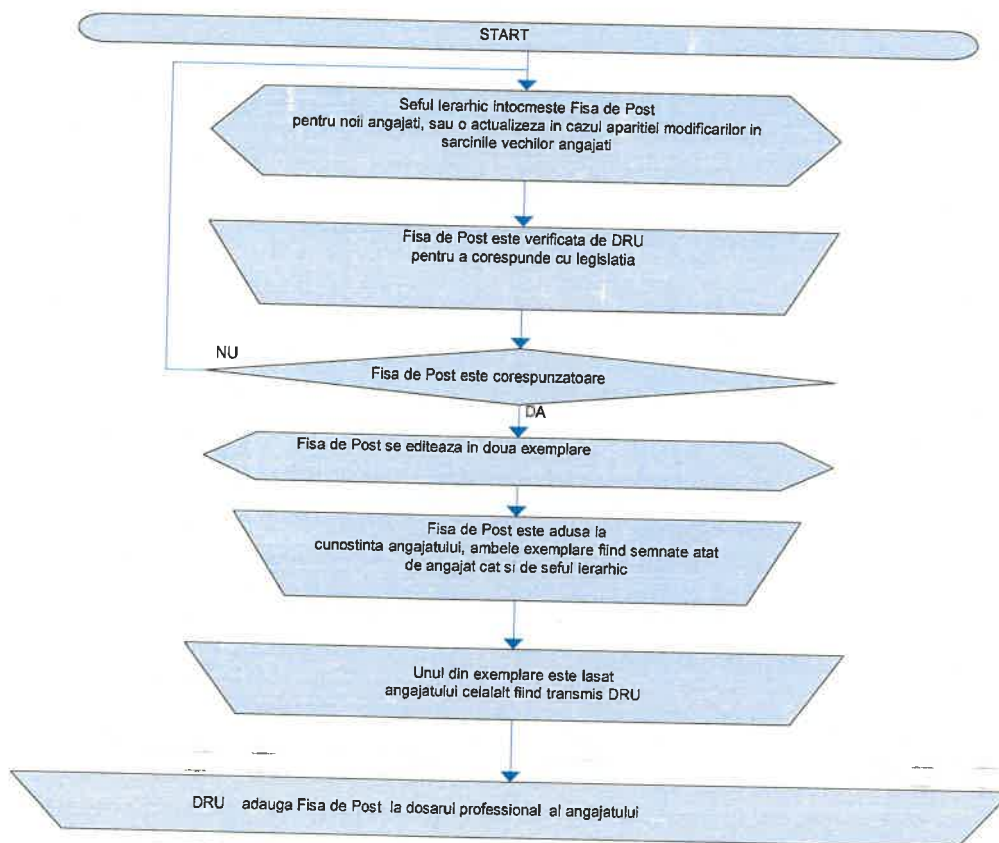 START
Seful Ierarhic intocmeste Fisa de Post
pentru noii angajati, sau o actualizeza in cazul aparitiei modificarilor in
sarcinile vechilor angajati
Fisa de Post este verificata de DRU
pentru a corespunde cu legislatia
NU
Fisa de Post este corespunzatoare
DA
Fisa de Post se editeaza in doua exemplare
Fisa de Post este adusa la
cunostinta angajatului, ambele exemplare fiind semnate atat
de angajat cat si de seful ierarhic
Unul din exemplare este lasat
angajatului celalalt fiind transmis DRU
DRU adauga Fisa de Post la dosarul professional al angajatului